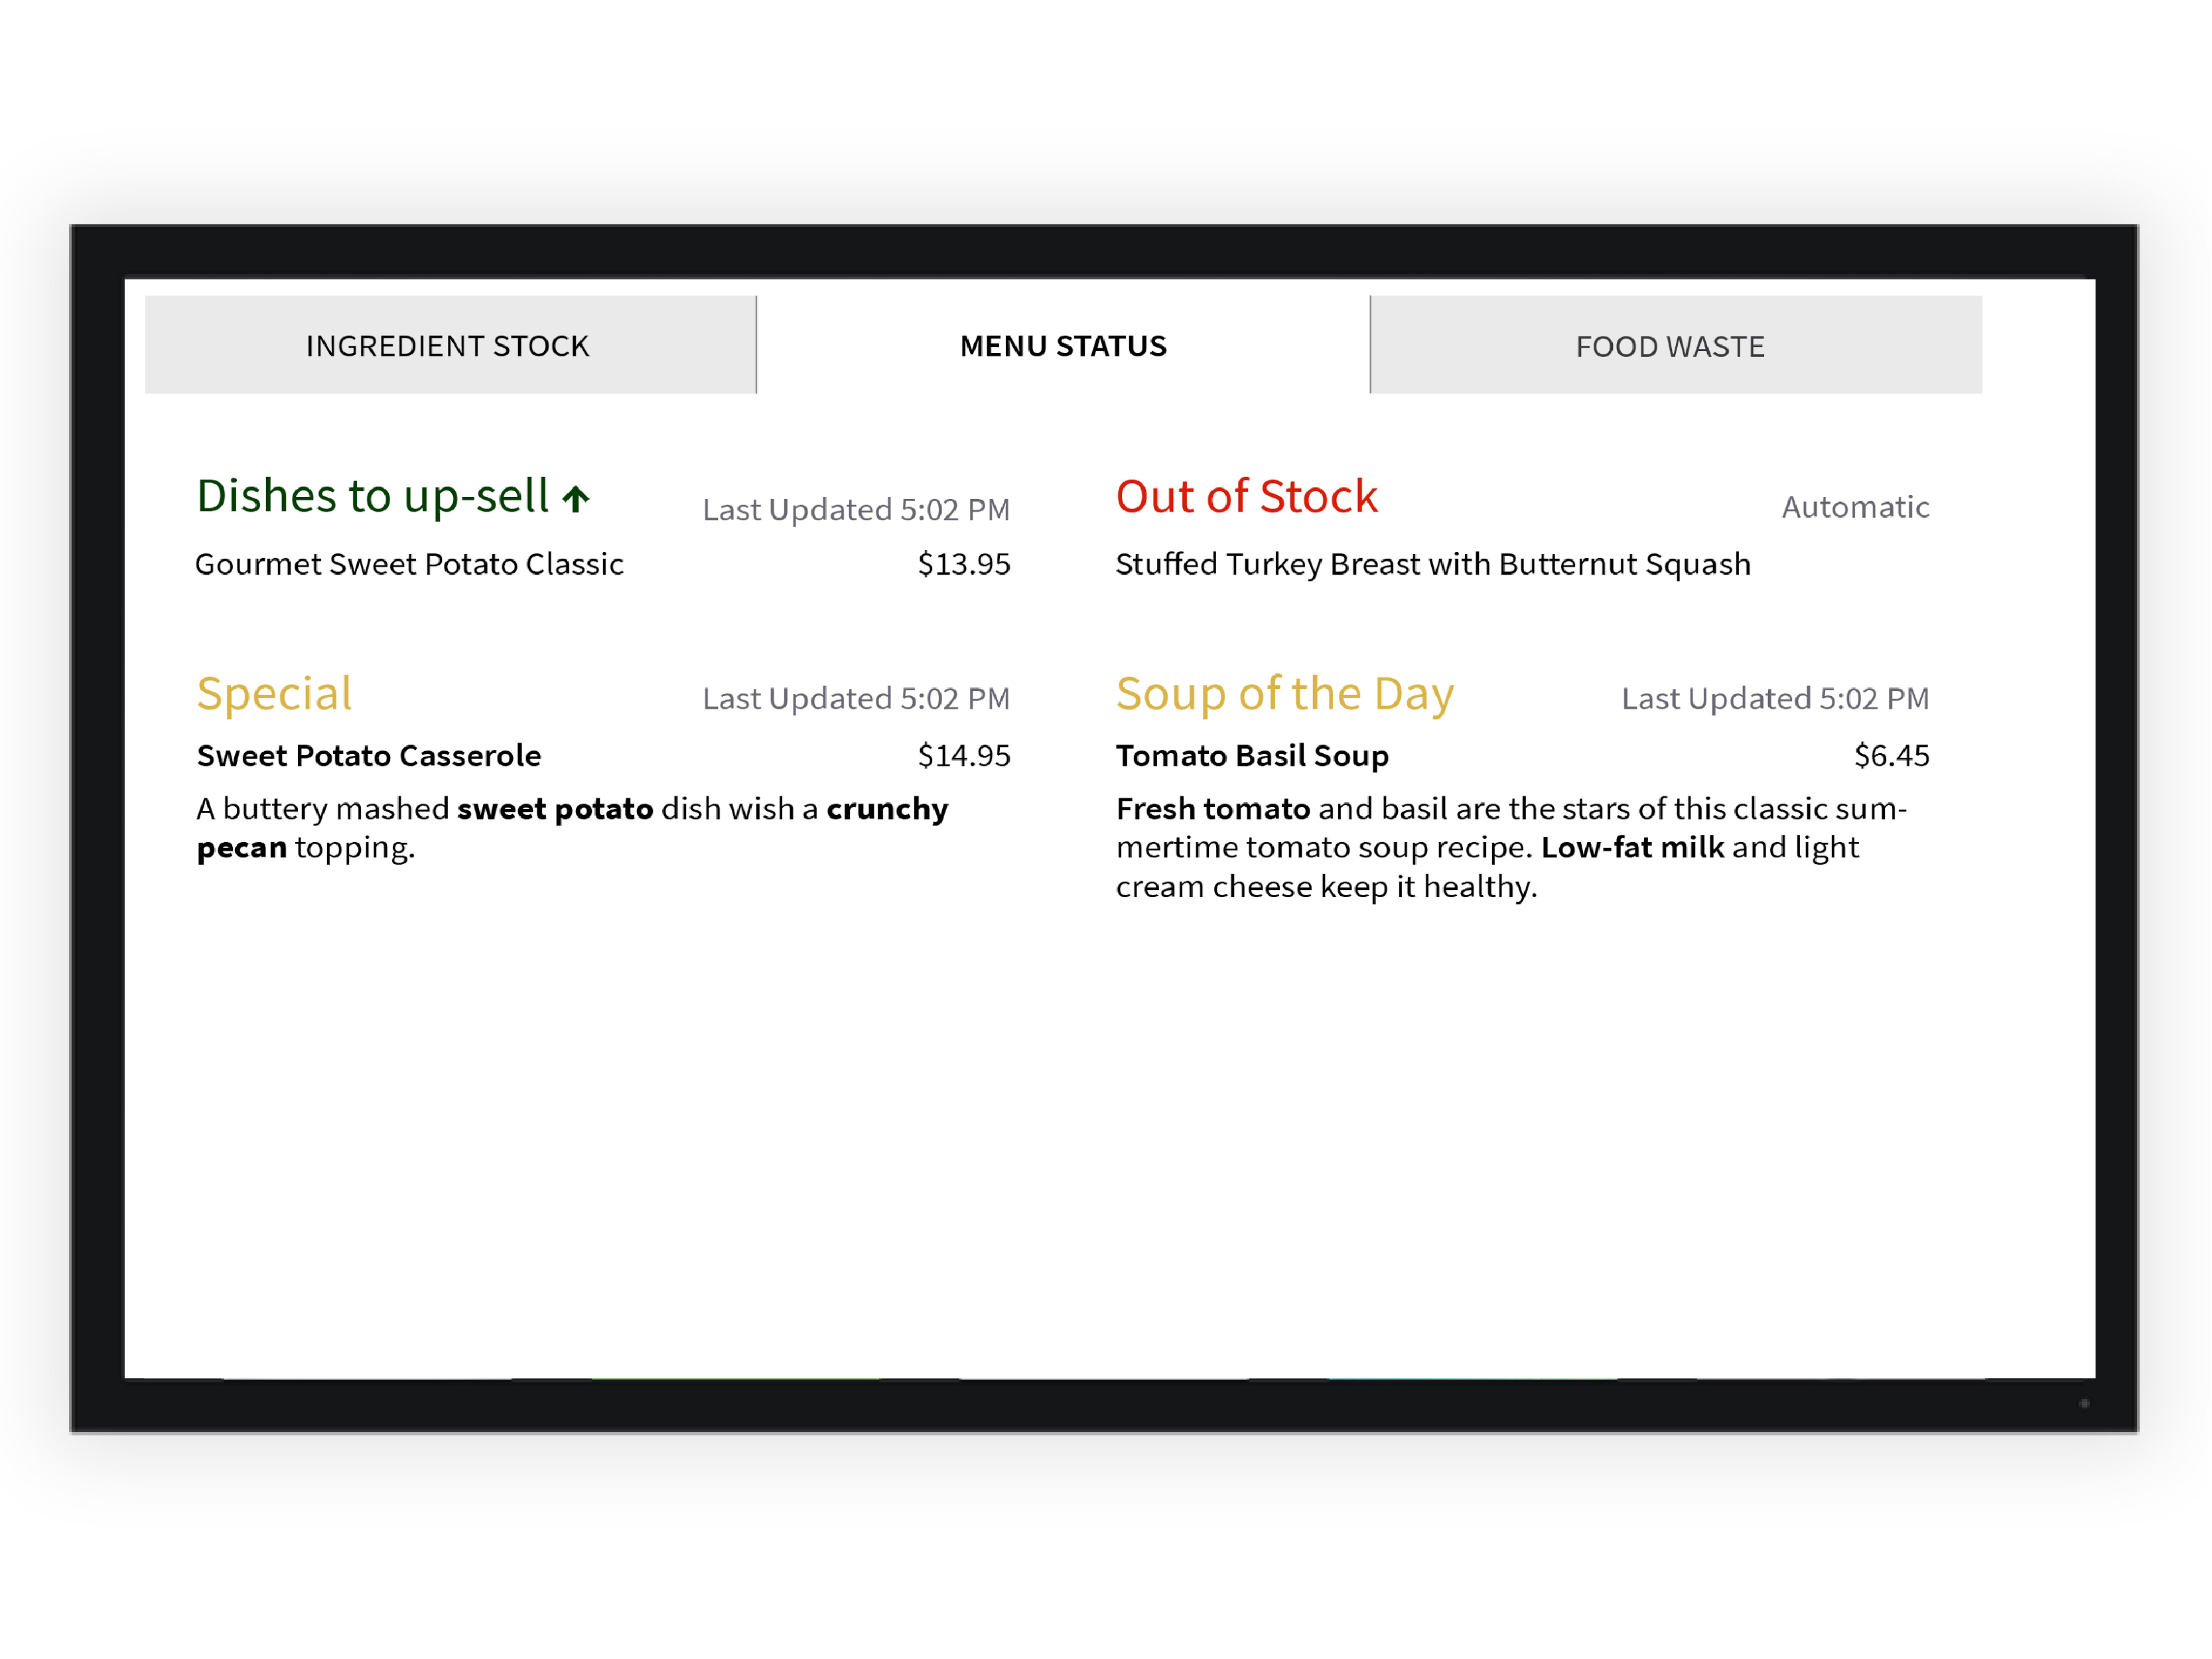 INGREDIENT STOCK
MENU STATUS
FOOD WASTE
Dishes to up-sell ↑
Last Updated 5:02 PM
Gourmet Sweet Potato Classic
$13.95
Out of Stock
Automatic
Stuffed Turkey Breast with Butternut Squash
Special
Last Updated 5:02 PM
Sweet Potato Casserole
$14.95
A buttery mashed sweet potato dish wish a crunchy
pecan topping.
Soup of the Day
Last Updated 5:02 PM
Tomato Basil Soup
$6.45
Fresh tomato and basil are the stars of this classic sum-
mertime tomato soup recipe. Low-fat milk and light
cream cheese keep it healthy.